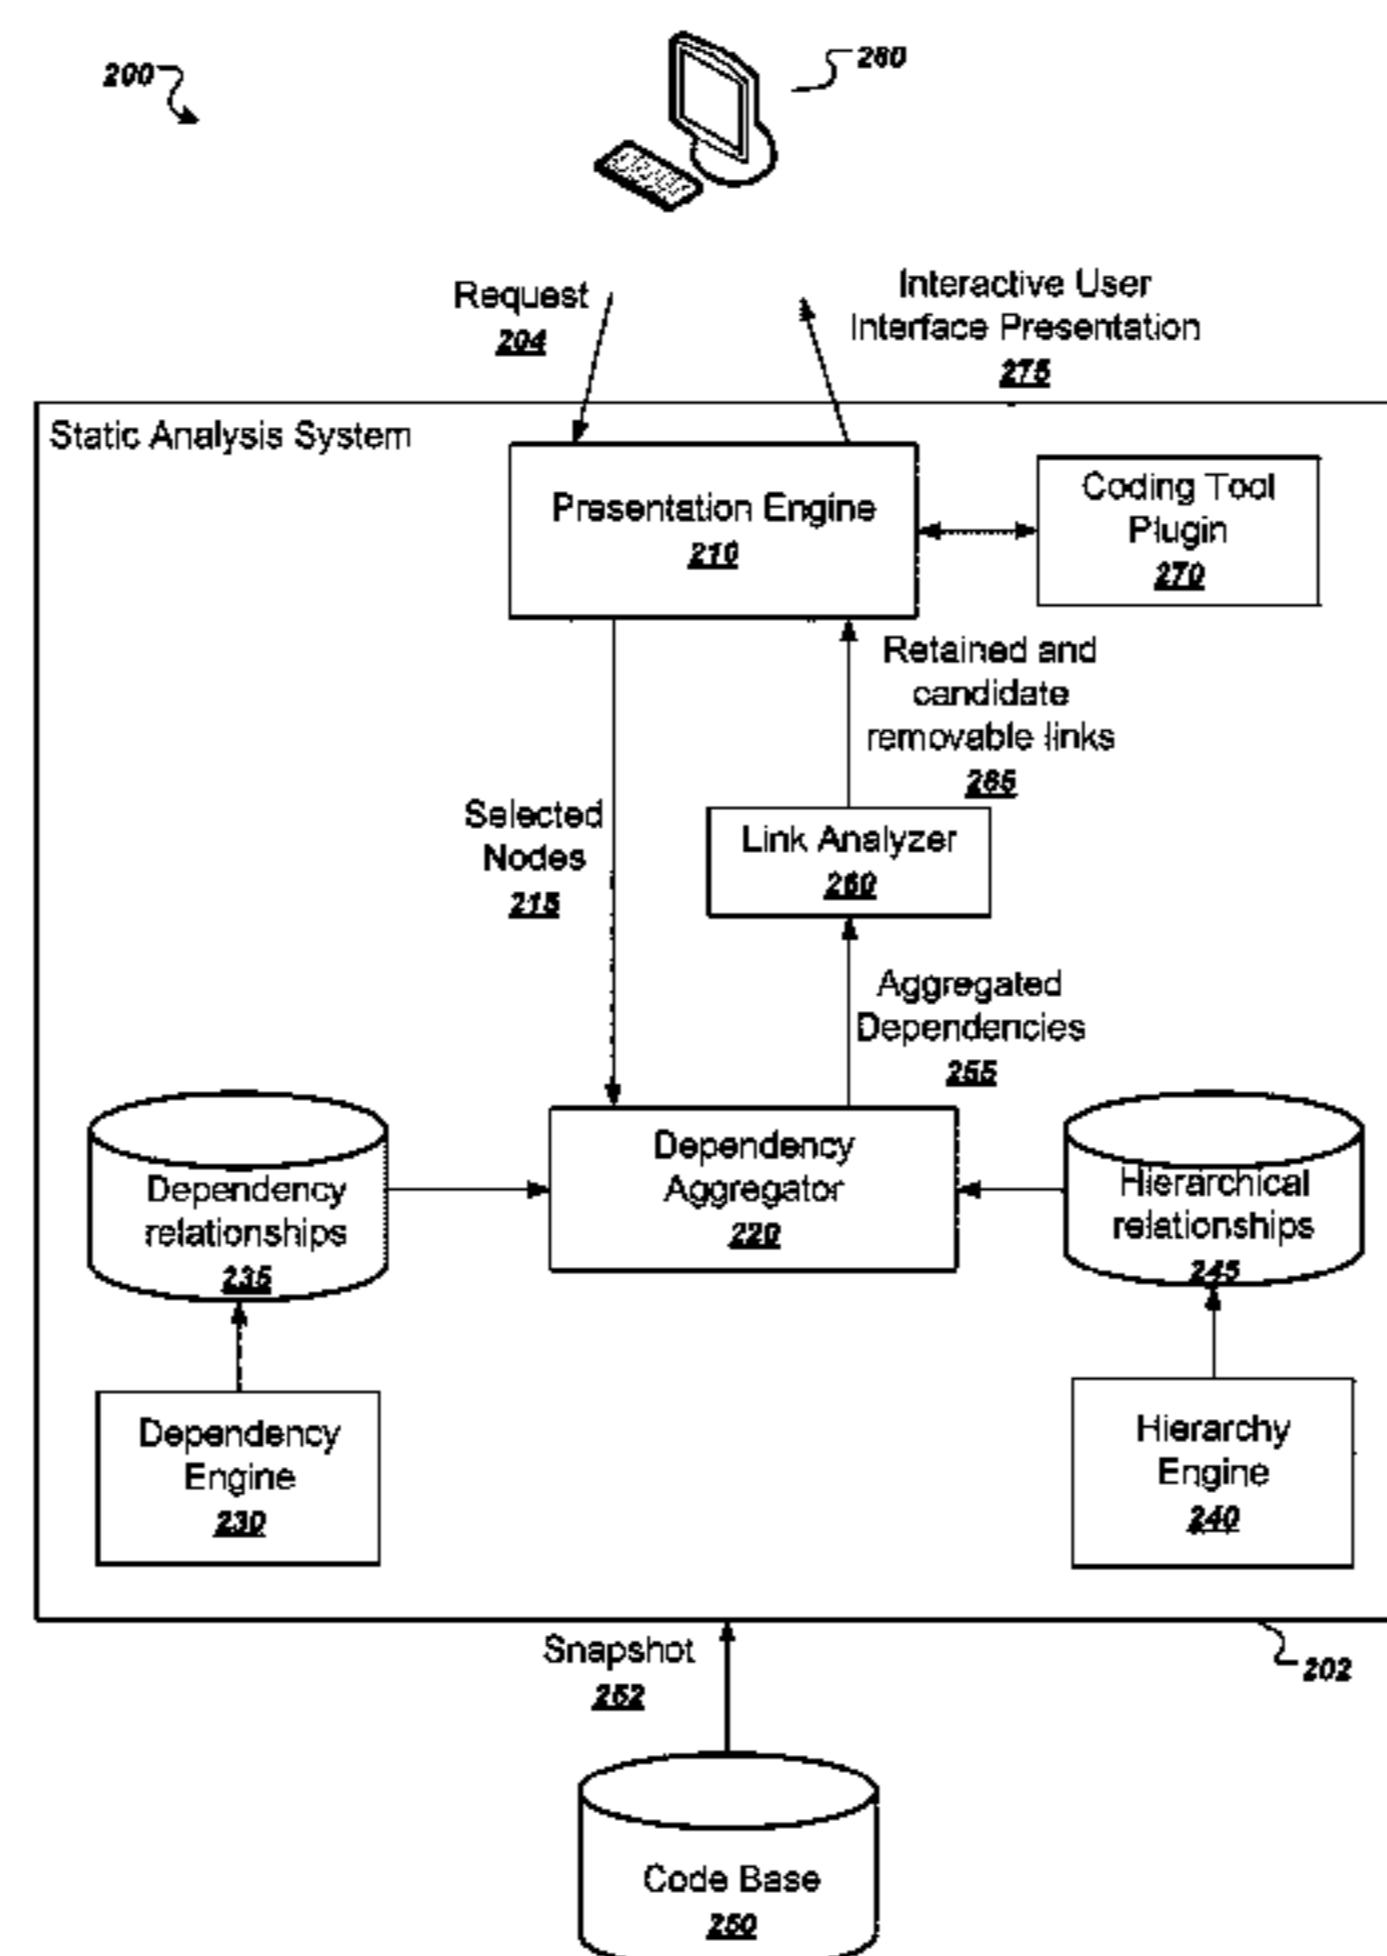 200
280
Request
204
Interactive User
Interface Presentation
275
Static Analysis System
Presentation Engine
210
Coding Tool
Plugin
270
Retained and
candidate
removable links
265
Selected
Nodes
215
Link Analyzer
260
Aggregated
Dependencies
255
Dependency
relationships
235
Dependency
Aggregator
220
Hierarchical
relationships
245
Dependency
Engine
230
Hierarchy
Engine
240
Snapshot
252
202
Code Base
250